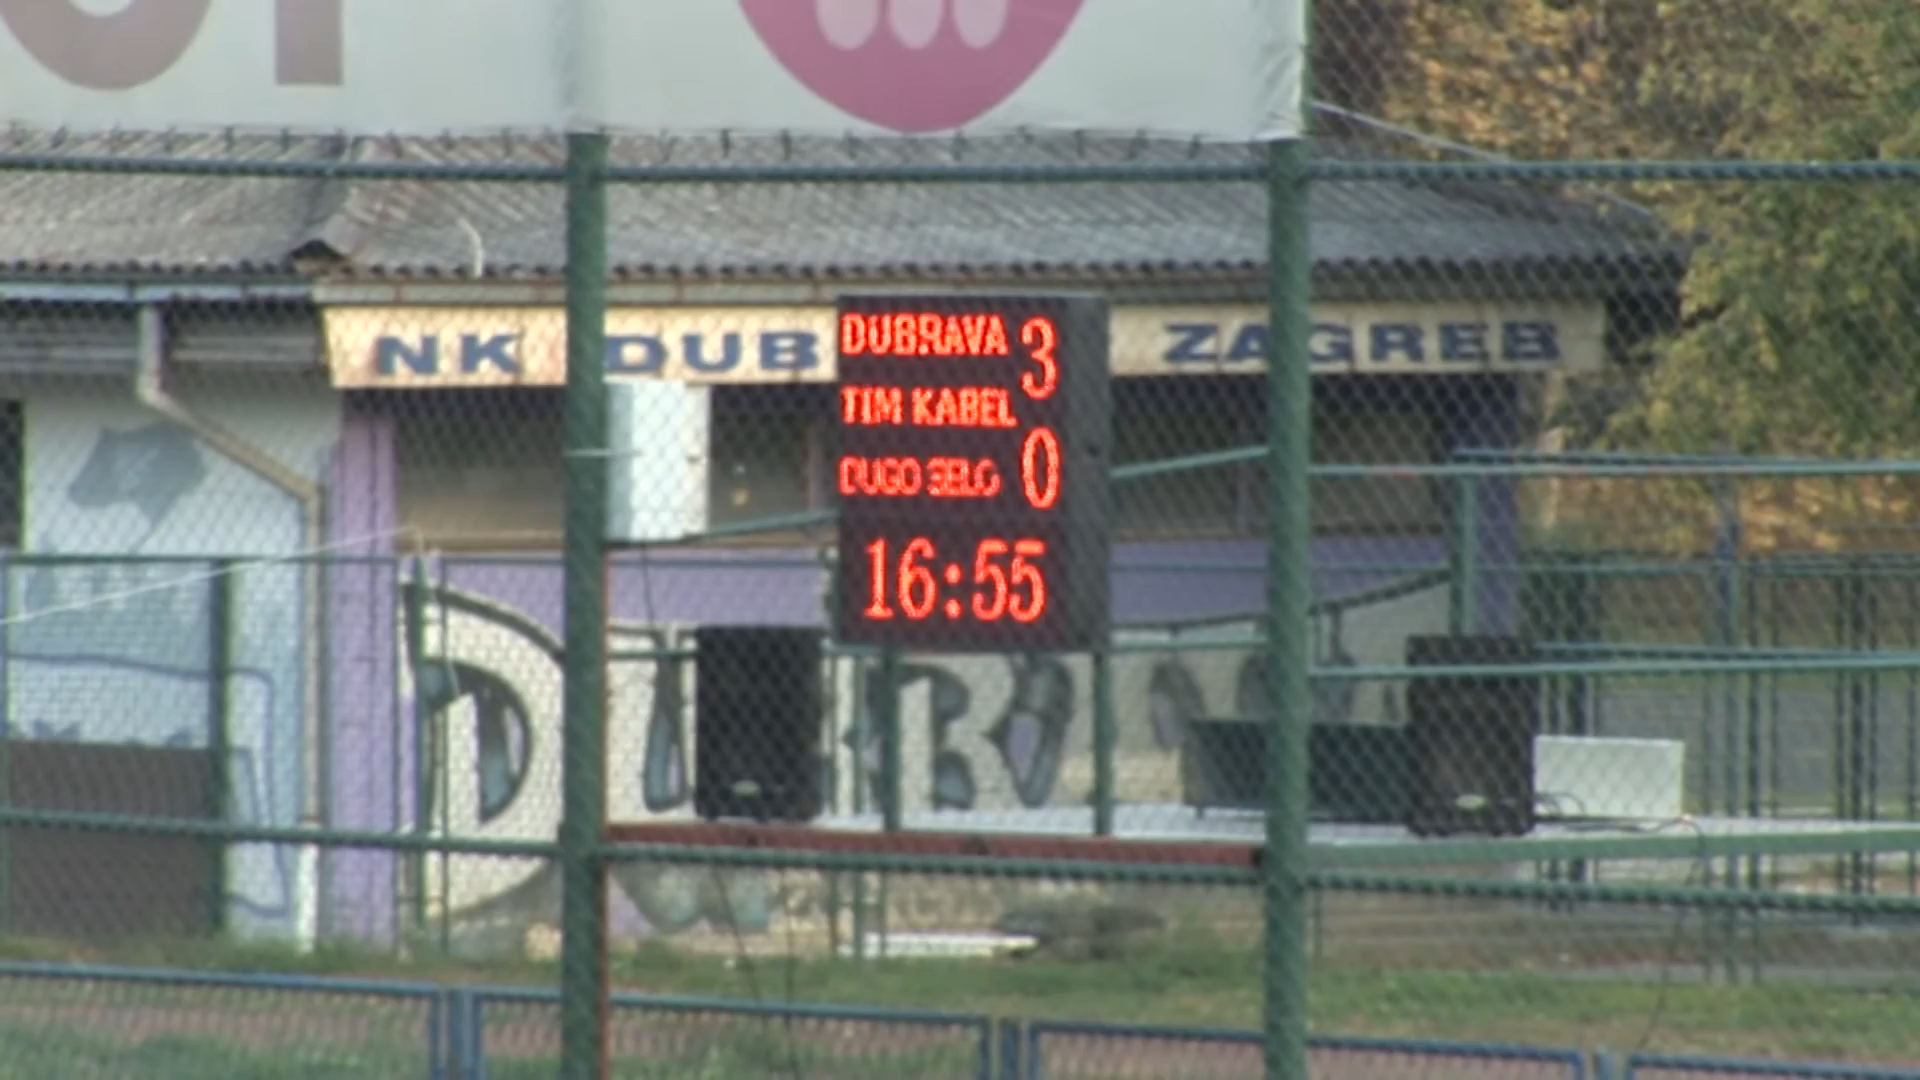 NK DUB ZAGREB
DUBRAVA 3
TIM KABEL
DUGO SELO 0
16:55